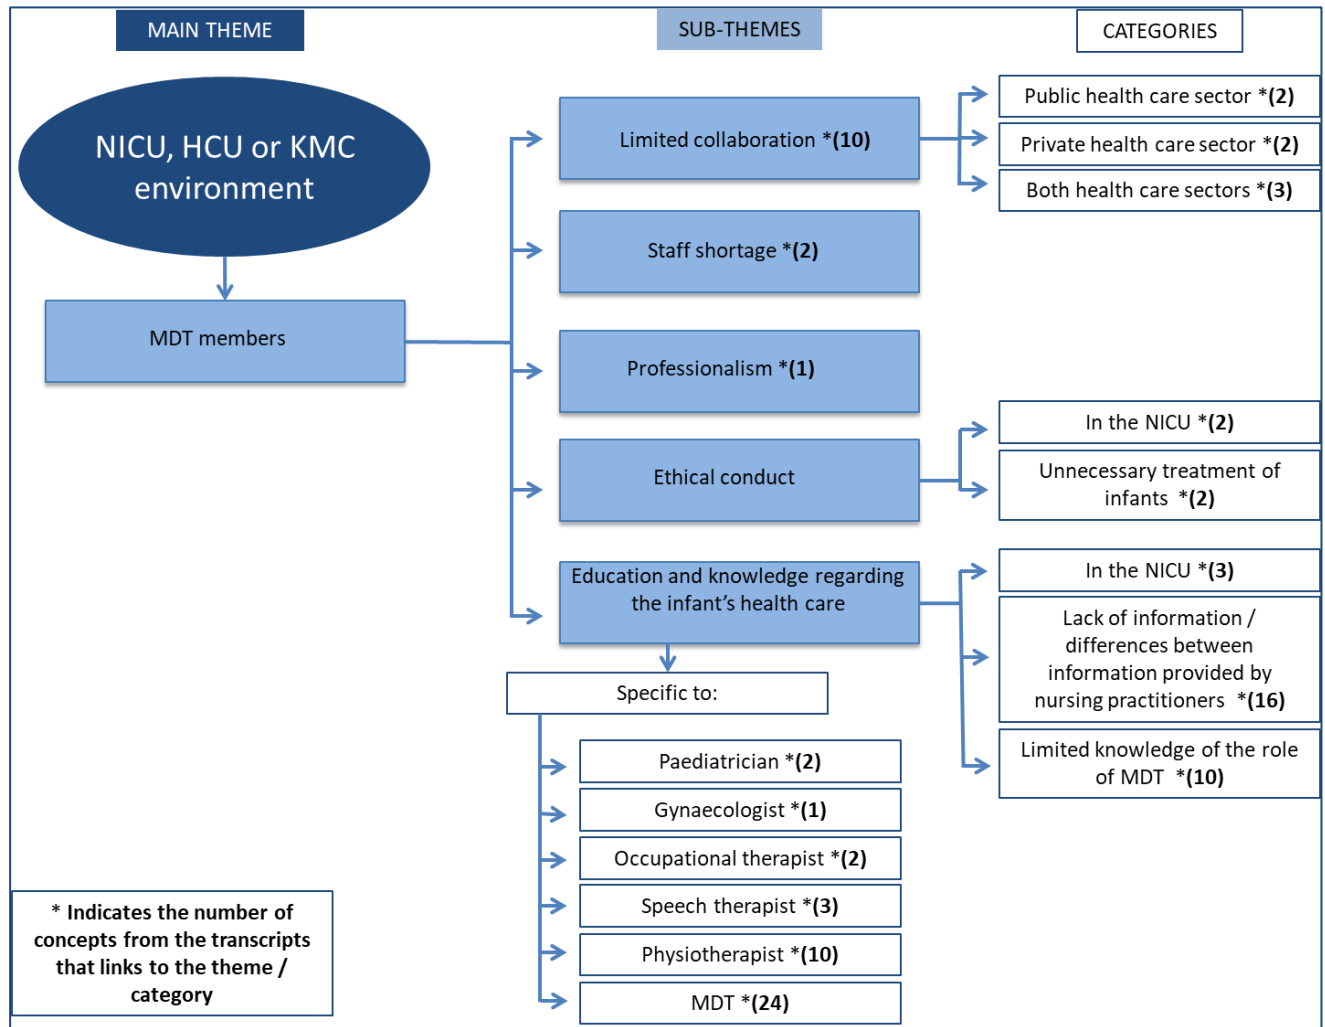 MAIN THEME
SUB-THEMES
CATEGORIES
NICU, HCU or KMC
environment
MDT members
Limited collaboration *(10)
Public health care sector *(2)
Private health care sector *(2)
Both health care sectors *(3)
Staff shortage *(2)
Professionalism *(1)
Ethical conduct
In the NICU *(2)
Unnecessary treatment of
infants *(2)
Education and knowledge regarding
the infant's health care
In the NICU *(3)
Lack of information /
differences between
information provided by
nursing practitioners *(16)
Limited knowledge of the role
of MDT *(10)
Specific to:
Paediatrician *(2)
Gynaecologist *(1)
Occupational therapist *(2)
Speech therapist *(3)
Physiotherapist *(10)
MDT *(24)
* Indicates the number of
concepts from the transcripts
that links to the theme /
category